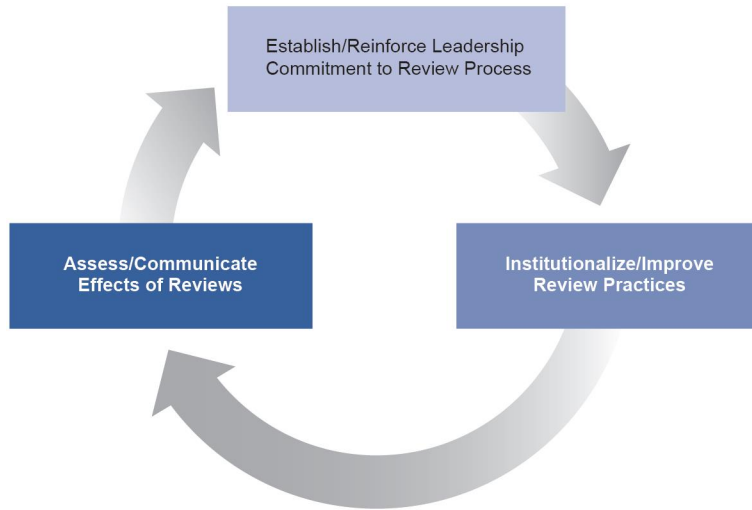 Establish/Reinforce Leadership
Commitment to Review Process
Assess/Communicate
Effects of Reviews
Institutionalize/Improve
Review Practices